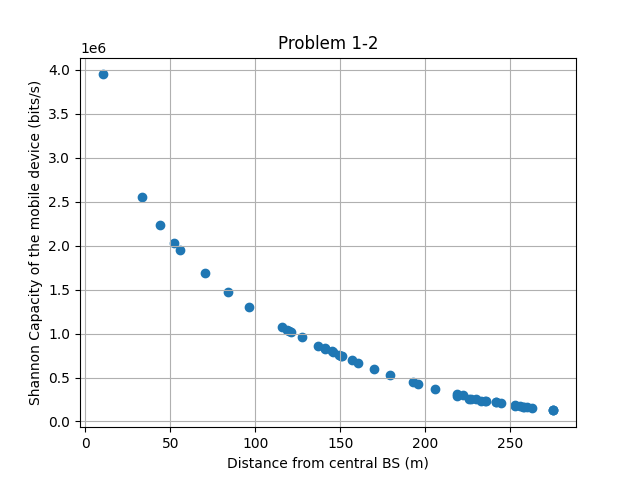 Problem 1-2
1e6
4.0
3.5
3.0
2.5
2.0
1.5
1.0
0.5
0.0
Shannon Capacity of the mobile device (bits/s)
0 50 100 150 200 250
Distance from central BS (m)